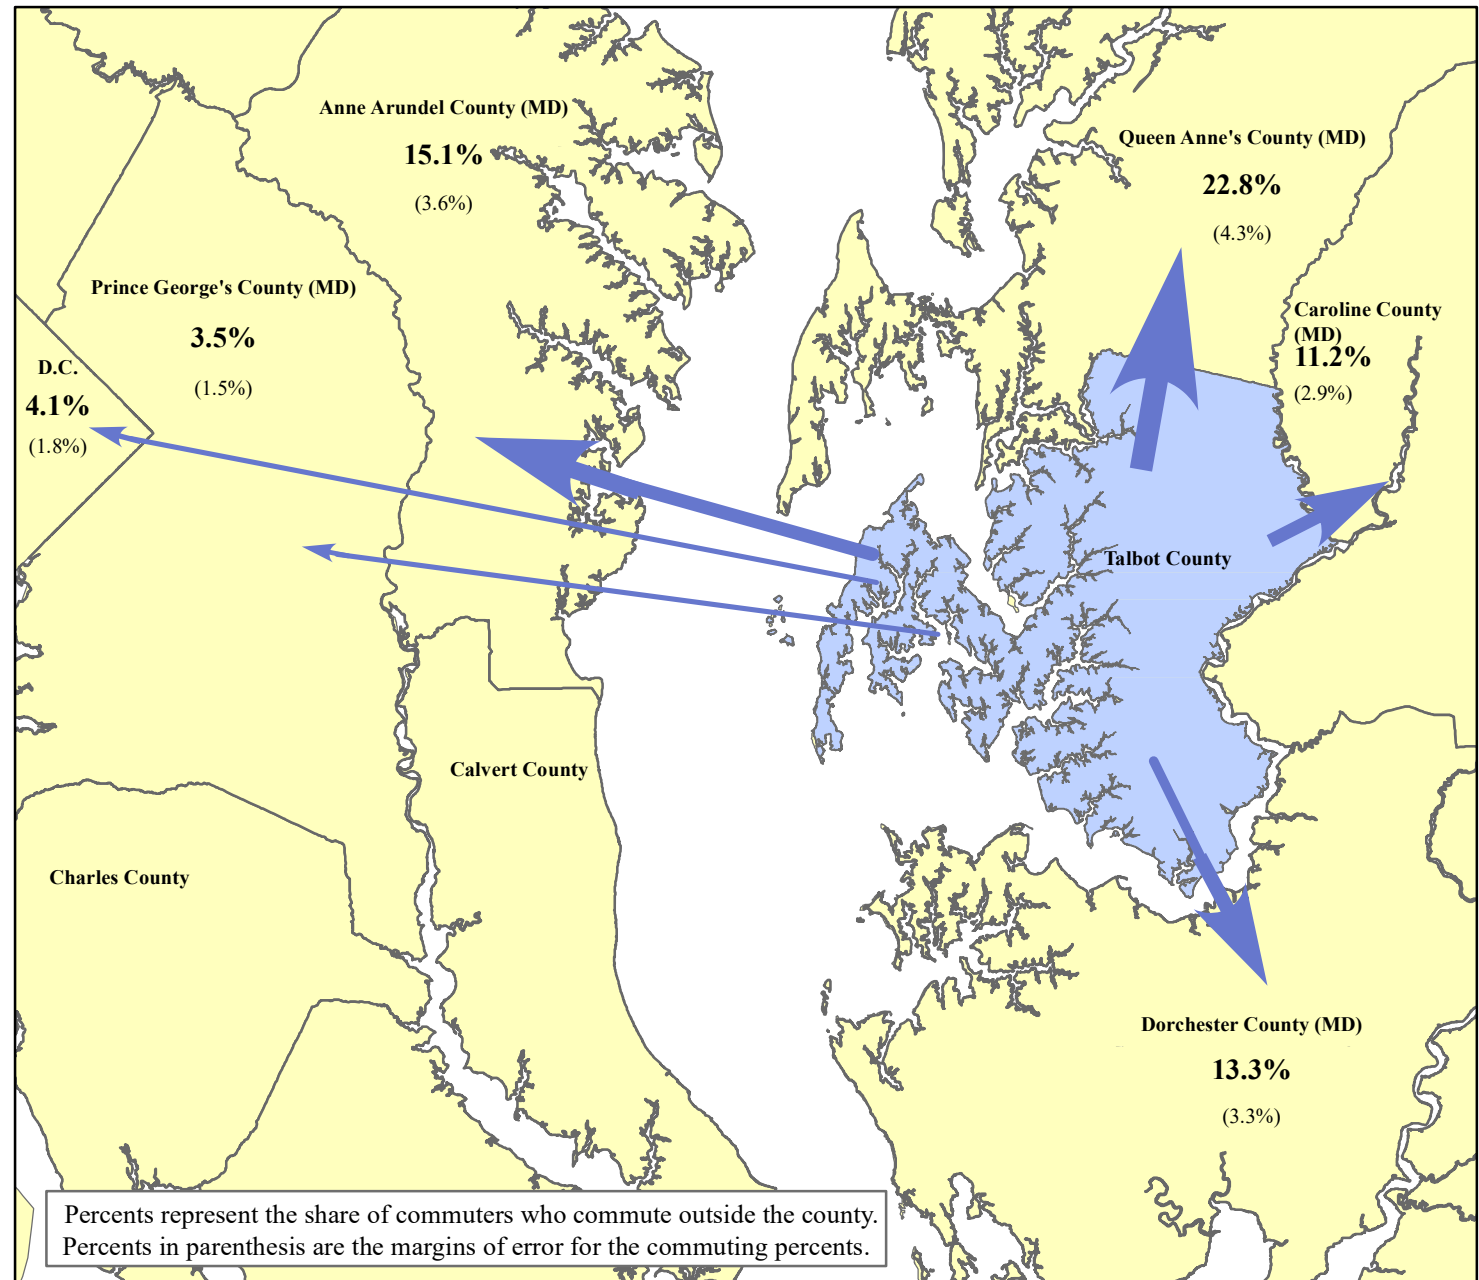 Anne Arundel County (MD)
15.1%
(3.6%)
Queen Anne's County (MD)
22.8%
(4.3%)
Prince George's County (MD)
3.5%
(1.5%)
Caroline County
(MD)
11.2%
(2.9%)
D.C.
4.1%
(1.8%)
Talbot County
Calvert County
Charles County
Dorchester County (MD)
13.3%
(3.3%)
Percents represent the share of commuters who commute outside the county.
Percents in parenthesis are the margins of error for the commuting percents.